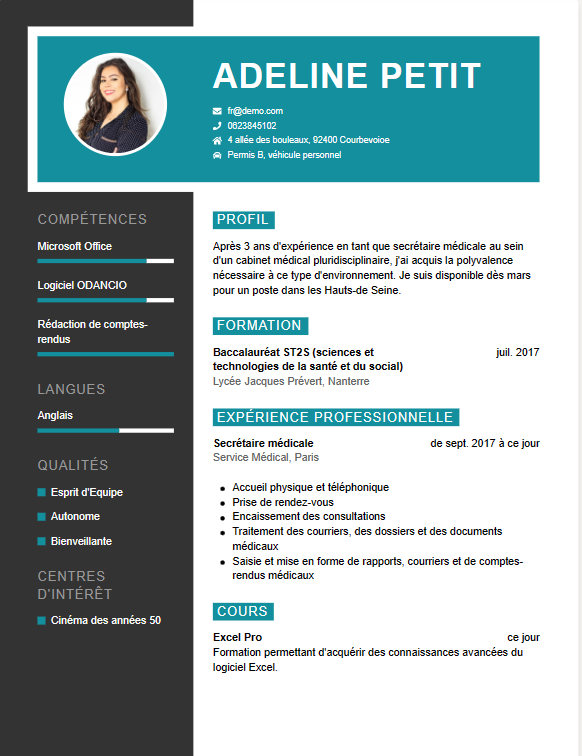 ADELINE PETIT
fr@demo.com
0623845102
4 allée des bouleaux, 92400 Courbevoioe
Permis B, véhicule personnel
COMPÉTENCES
Microsoft Office
Logiciel ODANCIO
Rédaction de comptes-
rendus
LANGUES
Anglais
QUALITÉS
Esprit d'Equipe
Autonome
Bienveillante
CENTRES
D'INTÉRÊT
Cinéma des années 50
PROFIL
Après 3 ans d'expérience en tant que secrétaire médicale au sein
d'un cabinet médical pluridisciplinaire, j'ai acquis la polyvalence
nécessaire à ce type d'environnement. Je suis disponible dès mars
pour un poste dans les Hauts-de Seine.
FORMATION
Baccalauréat ST2S (sciences et juil. 2017
technologies de la santé et du social)
Lycée Jacques Prévert, Nanterre
EXPÉRIENCE PROFESSIONNELLE
Secrétaire médicale de sept. 2017 à ce jour
Service Médical, Paris
Accueil physique et téléphonique
Prise de rendez-vous
Encaissement des consultations
Traitement des courriers, des dossiers et des documents
médicaux
Saisie et mise en forme de rapports, courriers et de comptes-
rendus médicaux
COURS
Excel Pro ce jour
Formation permettant d'acquérir des connaissances avancées du
logiciel Excel.